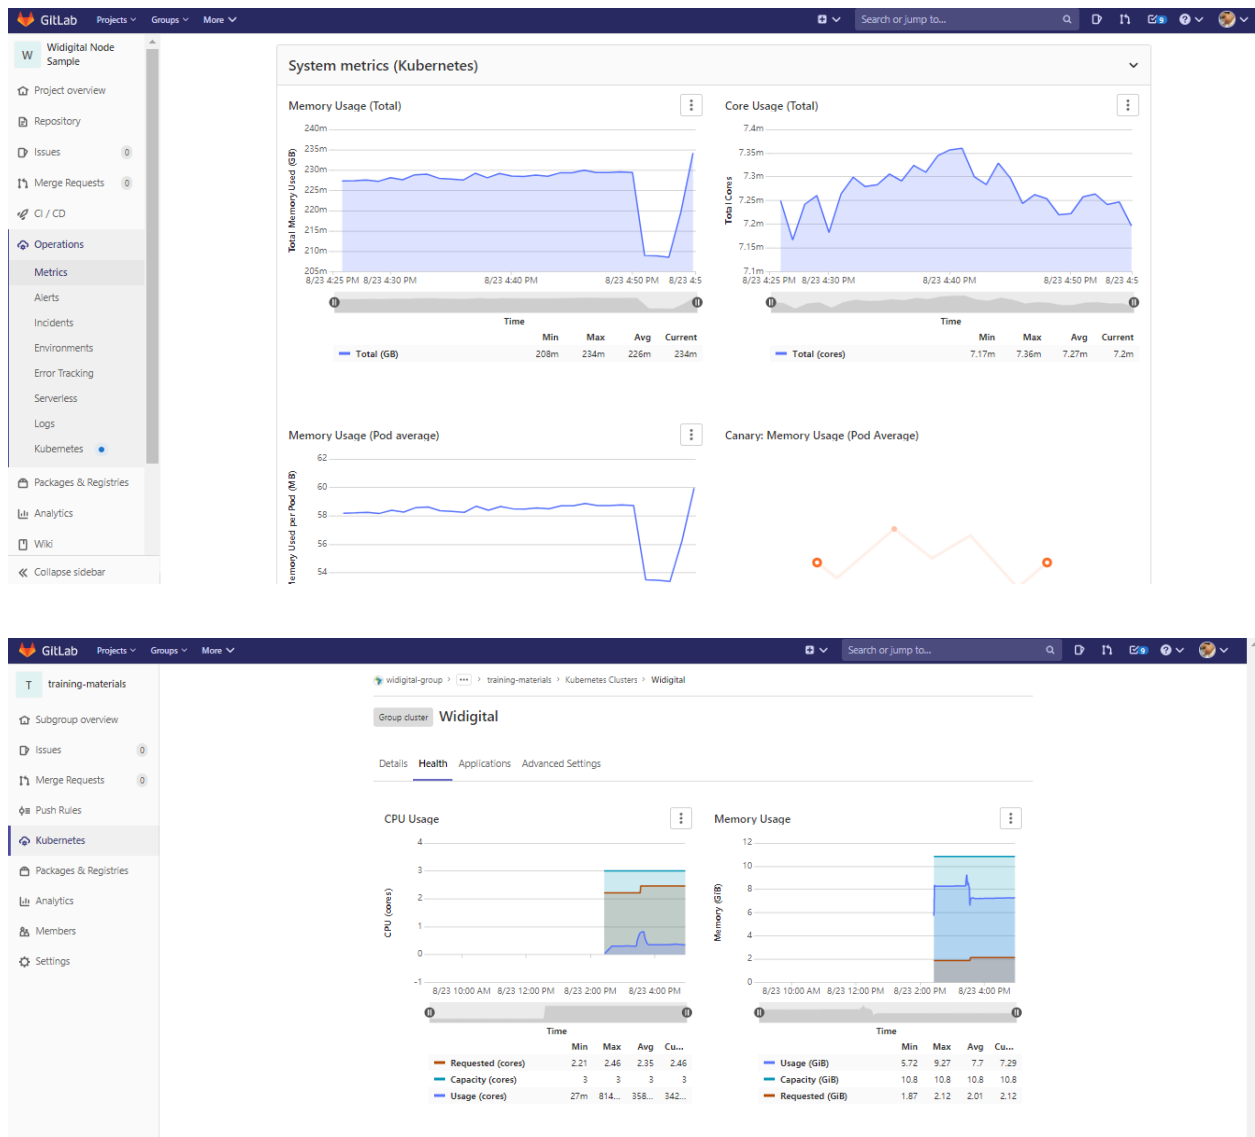 GitLab Projects Groups More Search or jump to... 9
W Widigital Node Sample
Project overview
Repository
Issues 0
Merge Requests 0
CI / CD
Operations
Metrics
Alerts
Incidents
Environments
Error Tracking
Serverless
Logs
Kubernetes
Packages & Registries
Analytics
Wiki
Collapse sidebar
System metrics (Kubernetes)
Memory Usage (Total)
Total Memory Used (GB)
240m
235m
230m
225m
220m
215m
210m
205m
8/23 4:25 PM 8/23 4:30 PM 8/23 4:40 PM 8/23 4:50 PM 8/23 4:5
Time
Min Max Avg Current
Total (GB) 208m 234m 226m 234m
Core Usage (Total)
Total Cores
7.4m
7.35m
7.3m
7.25m
7.2m
7.15m
7.1m
8/23 4:25 PM 8/23 4:30 PM 8/23 4:40 PM 8/23 4:50 PM 8/23 4:5
Time
Min Max Avg Current
Total (cores) 7.17m 7.36m 7.27m 7.2m
Memory Usage (Pod average)
Memory Used per Pod (MB)
62
60
58
56
54
Canary: Memory Usage (Pod Average)
GitLab Projects Groups More Search or jump to... 9
T training-materials
Subgroup overview
Issues 0
Merge Requests 0
Push Rules
Kubernetes
Packages & Registries
Analytics
Members
Settings
widigital-group > ... > training-materials > Kubernetes Clusters > Widigital
Group cluster Widigital
Details Health Applications Advanced Settings
CPU Usage
CPU (cores)
4
3
2
1
0
-1
8/23 10:00 AM 8/23 12:00 PM 8/23 2:00 PM 8/23 4:00 PM
Time
Min Max Avg Cu...
Requested (cores) 2.21 2.46 2.35 2.46
Capacity (cores) 3 3 3 3
Usage (cores) 27m 814... 358... 342...
Memory Usage
Memory (GiB)
12
10
8
6
4
2
0
8/23 10:00 AM 8/23 12:00 PM 8/23 2:00 PM 8/23 4:00 PM
Time
Min Max Avg Cu...
Usage (GiB) 5.72 9.27 7.7 7.29
Capacity (GiB) 10.8 10.8 10.8 10.8
Requested (GiB) 1.87 2.12 2.01 2.12